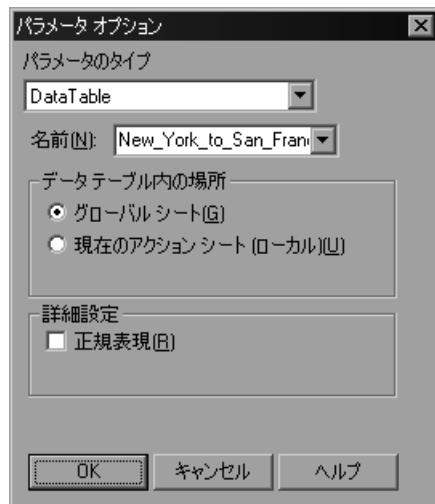 パラメータ オプション
パラメータのタイプ
DataTable
名前(N): New_York_to_San_Fran
データ テーブル内の場所
グローバル シート(G)
現在のアクション シート (ローカル)(U)
詳細設定
正規表現(R)
OK キャンセル ヘルプ